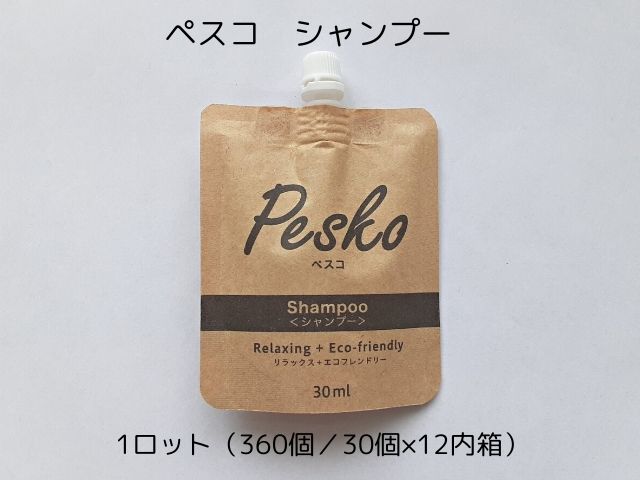 ペスコ　シャンプー
Pesko
ペスコ
Shampoo
＜シャンプー＞
Relaxing + Eco-friendly
リラックス＋エコフレンドリー
30ml
1ロット（360個／30個×12内箱）